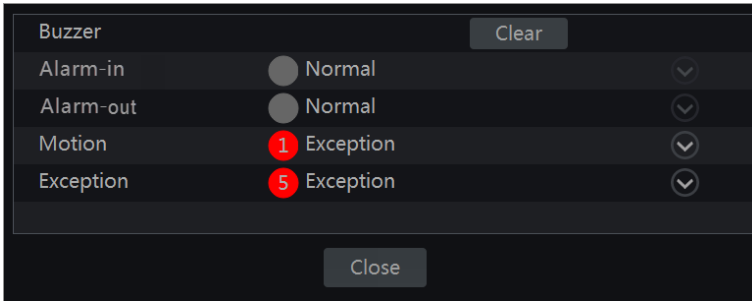 Buzzer Clear
Alarm-in Normal
Alarm-out Normal
Motion 1 Exception
Exception 5 Exception
Close